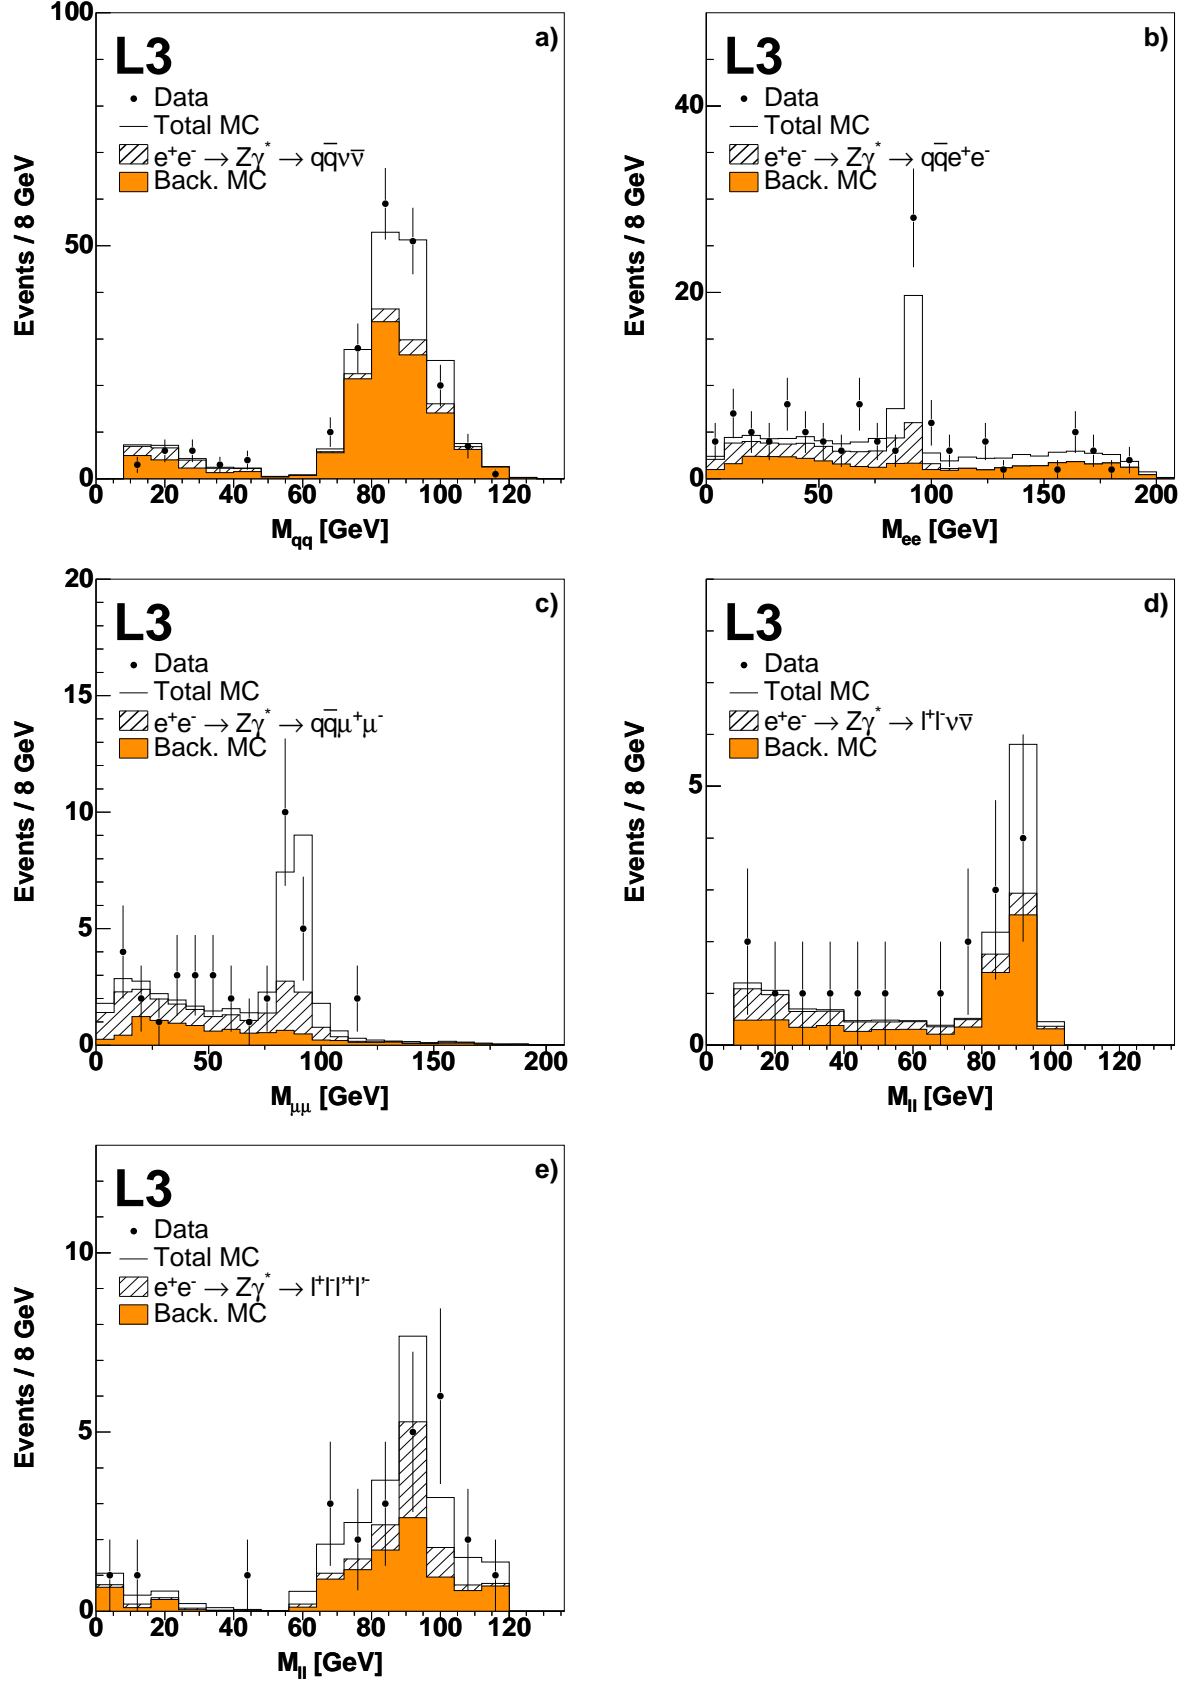 a)
L3
Data
Total MC
e⁺e⁻ → Zγ* → qq̅νν̅
Back. MC
Events / 8 GeV
100
50
0
0 20 40 60 80 100 120
M_qq [GeV]
b)
L3
Data
Total MC
e⁺e⁻ → Zγ* → qq̅e⁺e⁻
Back. MC
Events / 8 GeV
40
20
0
0 50 100 150 200
M_ee [GeV]
c)
L3
Data
Total MC
e⁺e⁻ → Zγ* → qq̅μ⁺μ⁻
Back. MC
Events / 8 GeV
20
15
10
5
0
0 50 100 150 200
M_μμ [GeV]
d)
L3
Data
Total MC
e⁺e⁻ → Zγ* → l⁺l⁻νν̅
Back. MC
Events / 8 GeV
5
0
0 20 40 60 80 100 120
M_ll [GeV]
e)
L3
Data
Total MC
e⁺e⁻ → Zγ* → l⁺l⁻l'⁺l'⁻
Back. MC
Events / 8 GeV
10
5
0
0 20 40 60 80 100 120
M_ll [GeV]